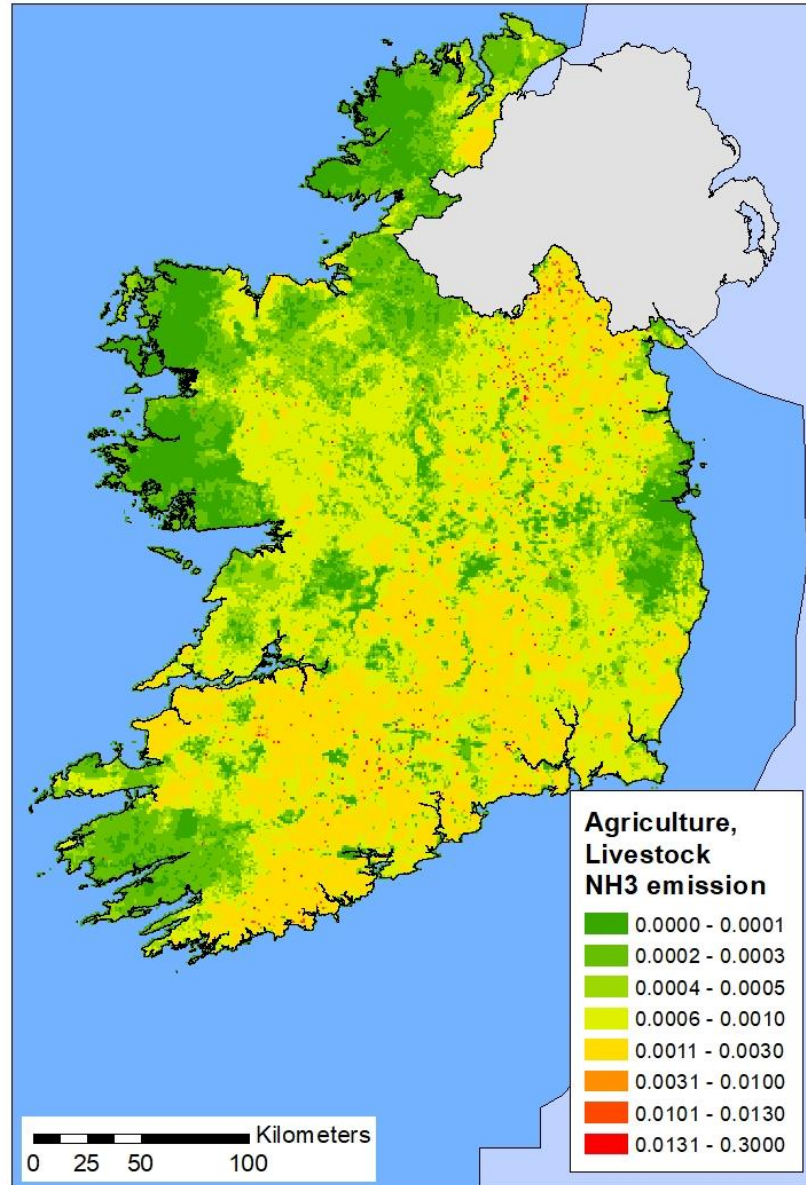 Agriculture,
Livestock
NH3 emission
0.0000 - 0.0001
0.0002 - 0.0003
0.0004 - 0.0005
0.0006 - 0.0010
0.0011 - 0.0030
0.0031 - 0.0100
0.0101 - 0.0130
0.0131 - 0.3000
Kilometers
0 25 50 100